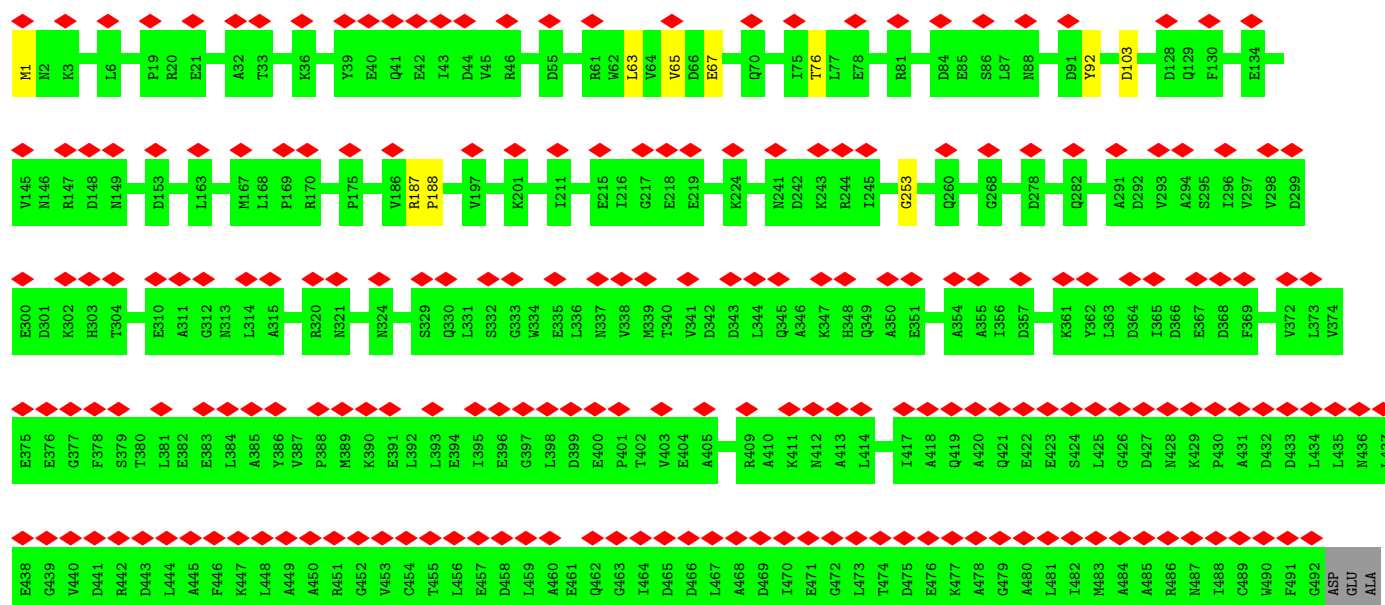 M1 N2 K3 L6 P19 R20 E21 A32 T33 K36 Y39 E40 Q41 E42 I43 D44 V45 R46 D55 R61 W62 L63 V64 V65 D66 E67 Q70 I75 T76 L77 E78 R81 D84 E85 S86 L87 N88 D91 Y92 D103 D128 Q129 F130 E134
V145 N146 R147 D148 N149 D153 L163 M167 L168 P169 R170 P175 V186 R187 P188 V197 K201 I211 E215 I216 G217 E218 E219 K224 N241 D242 K243 R244 I245 G253 Q260 G268 D278 Q282 A291 D292 V293 A294 S295 I296 V297 V298 D299
E300 D301 K302 H303 T304 E310 A311 G312 N313 L314 A315 R320 N321 N324 S329 Q330 L331 S332 G333 W334 E335 L336 N337 V338 M339 T340 V341 D342 D343 L344 Q345 A346 K347 H348 Q349 A350 E351 A354 A355 I356 D357 K361 Y362 L363 D364 I365 D366 E367 D368 F369 V372 L373 V374
E375 E376 G377 F378 S379 T380 L381 E382 E383 L384 A385 Y386 V387 P388 M389 K390 E391 L392 L393 E394 I395 E396 G397 L398 D399 E400 P401 T402 V403 E404 A405 R409 A410 K411 N412 A413 L414 I417 A418 Q419 A420 Q421 E422 E423 S424 L425 G426 D427 N428 K429 P430 A431 D432 D433 L434 L435 N436
E438 G439 V440 D441 R442 D443 L444 A445 F446 K447 L448 A449 A450 R451 G452 V453 C454 T455 L456 E457 D458 L459 A460 E461 Q462 G463 I464 D465 D466 L467 A468 D469 I470 E471 G472 L473 T474 D475 E476 K477 A478 G479 A480 L481 I482 M483 A484 A485 R486 N487 I488 C489 W490 F491 G492 ASP GLU ALA